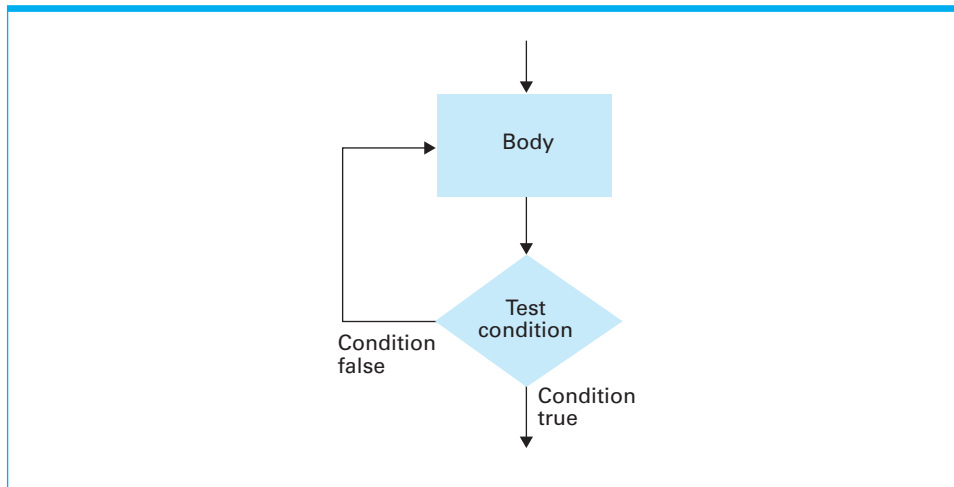 Body
Test
condition
Condition
false
Condition
true